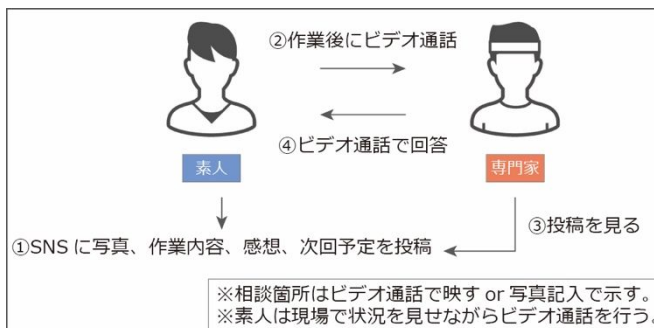 ②作業後にビデオ通話
④ビデオ通話で回答
素人
専門家
③投稿を見る
①SNS に写真、作業内容、感想、次回予定を投稿
※相談箇所はビデオ通話で映す or 写真記入で示す。
※素人は現場で状況を見せながらビデオ通話を行う。